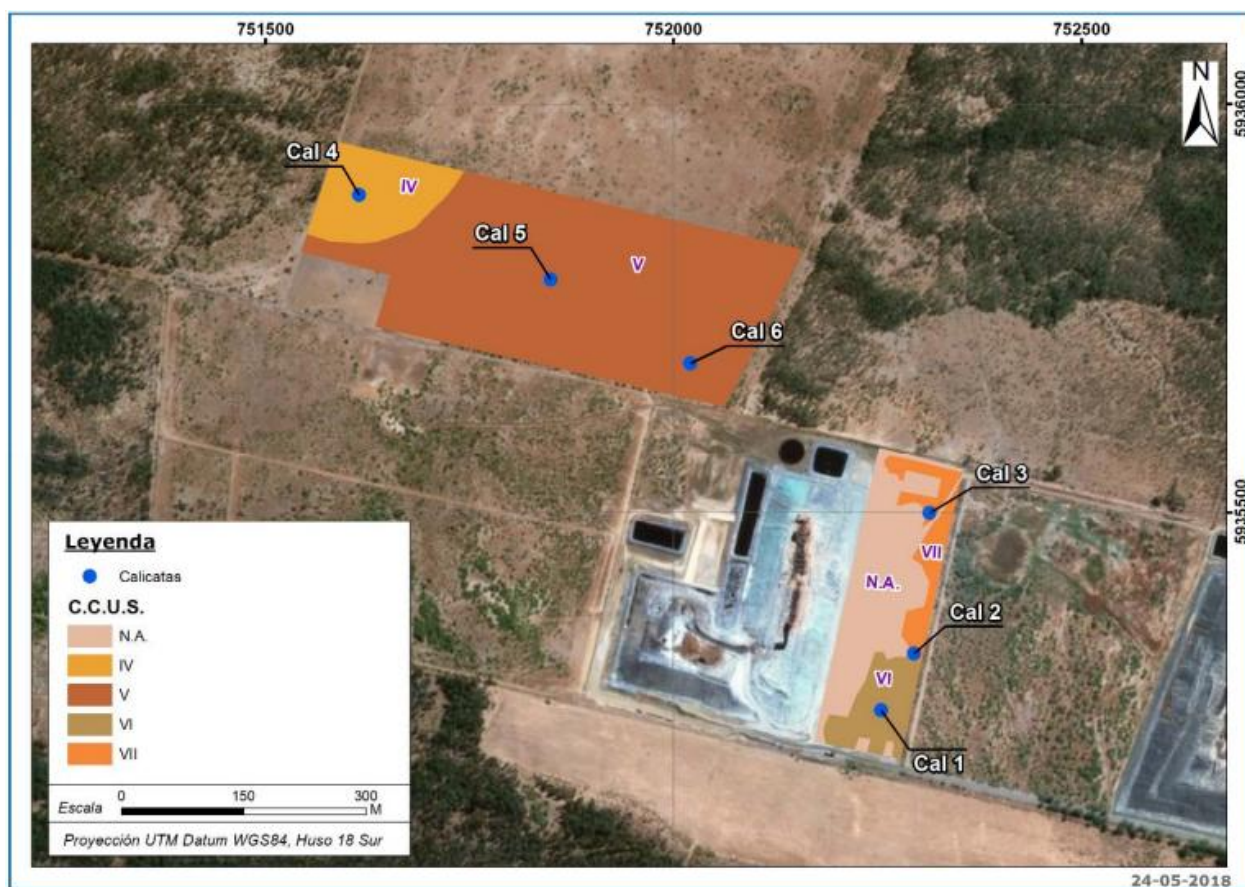 751500
752000
752500
N
5936000
Cal 4
IV
Cal 5
V
Cal 6
Cal 3
5935500
VII
N.A.
Cal 2
VI
Cal 1
Leyenda
Calicatas
C.C.U.S.
N.A.
IV
V
VI
VII
Escala 0 150 300 M
Proyección UTM Datum WGS84, Huso 18 Sur
24-05-2018